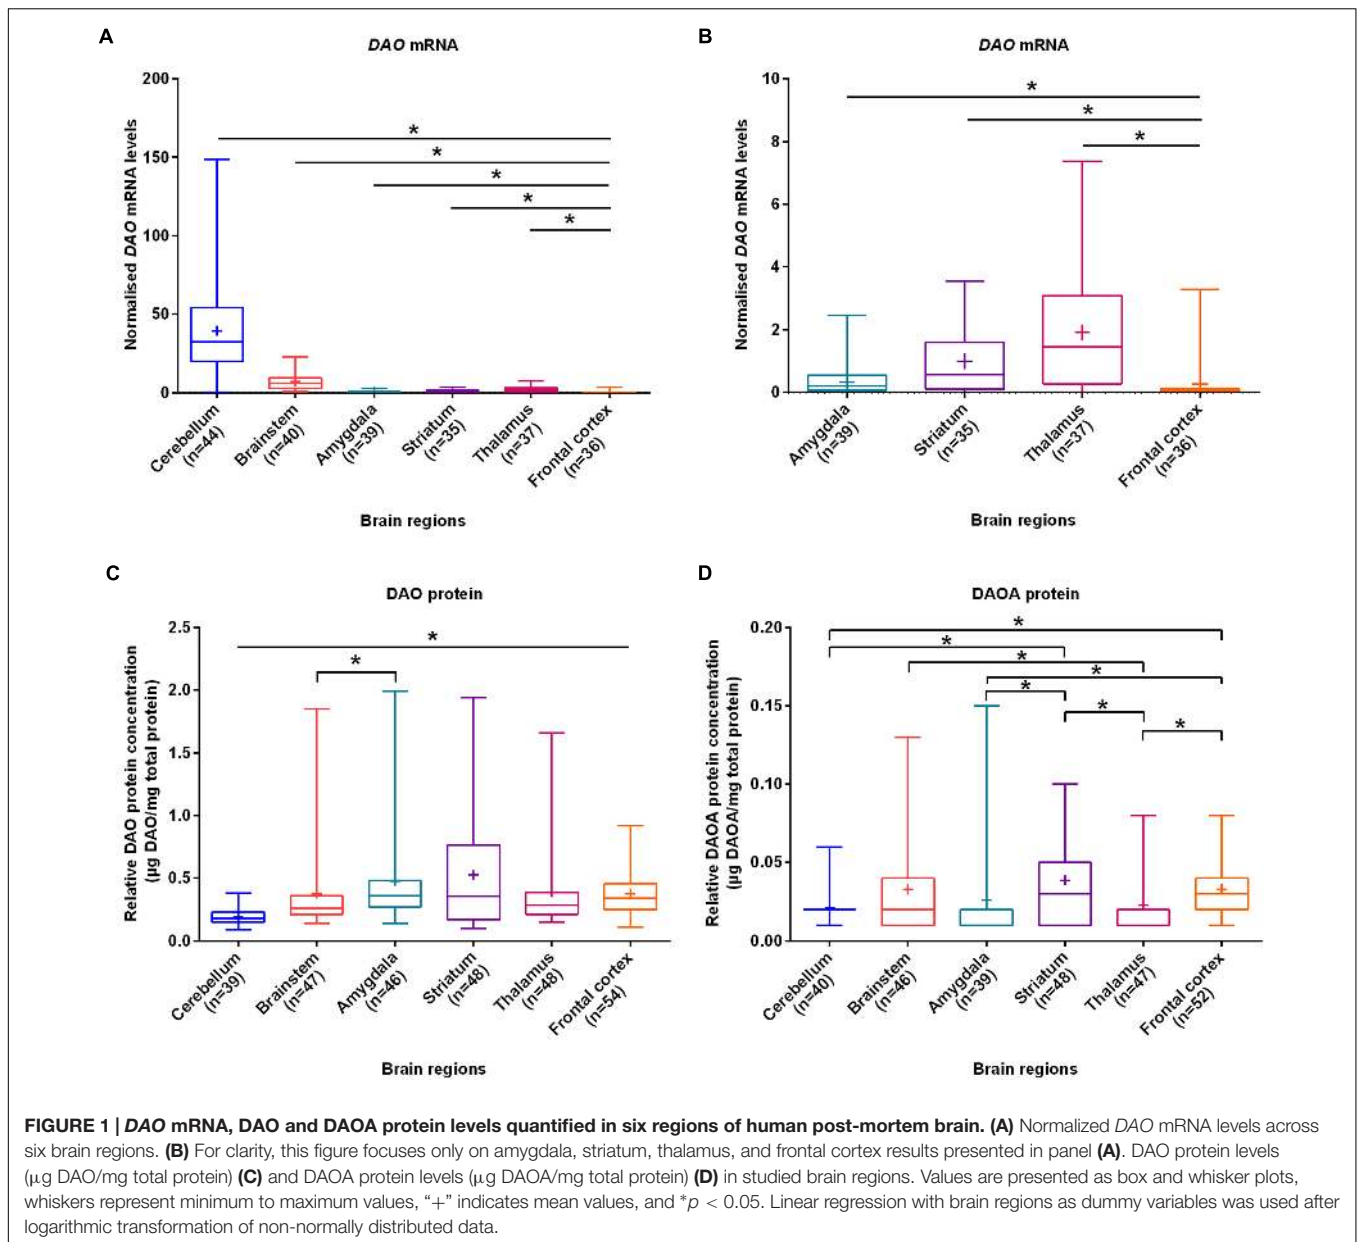 A
DAO mRNA
Normalised DAO mRNA levels
200
150
100
50
0
*
*
*
*
*
Cerebellum
(n=44)
Brainstem
(n=40)
Amygdala
(n=39)
Striatum
(n=35)
Thalamus
(n=37)
Frontal cortex
(n=36)
Brain regions
B
DAO mRNA
Normalised DAO mRNA levels
10
8
6
4
2
0
*
*
*
Amygdala
(n=39)
Striatum
(n=35)
Thalamus
(n=37)
Frontal cortex
(n=36)
Brain regions
C
DAO protein
Relative DAO protein concentration
(µg DAO/mg total protein)
2.5
2.0
1.5
1.0
0.5
0.0
*
*
Cerebellum
(n=39)
Brainstem
(n=47)
Amygdala
(n=46)
Striatum
(n=48)
Thalamus
(n=48)
Frontal cortex
(n=54)
Brain regions
D
DAOA protein
Relative DAOA protein concentration
(µg DAOA/mg total protein)
0.20
0.15
0.10
0.05
0.00
*
*
*
*
*
*
*
Cerebellum
(n=40)
Brainstem
(n=46)
Amygdala
(n=39)
Striatum
(n=48)
Thalamus
(n=47)
Frontal cortex
(n=52)
Brain regions
FIGURE 1 | DAO mRNA, DAO and DAOA protein levels quantified in six regions of human post-mortem brain. (A) Normalized DAO mRNA levels across
six brain regions. (B) For clarity, this figure focuses only on amygdala, striatum, thalamus, and frontal cortex results presented in panel (A). DAO protein levels
(µg DAO/mg total protein) (C) and DAOA protein levels (µg DAOA/mg total protein) (D) in studied brain regions. Values are presented as box and whisker plots,
whiskers represent minimum to maximum values, “+” indicates mean values, and *p < 0.05. Linear regression with brain regions as dummy variables was used after
logarithmic transformation of non-normally distributed data.